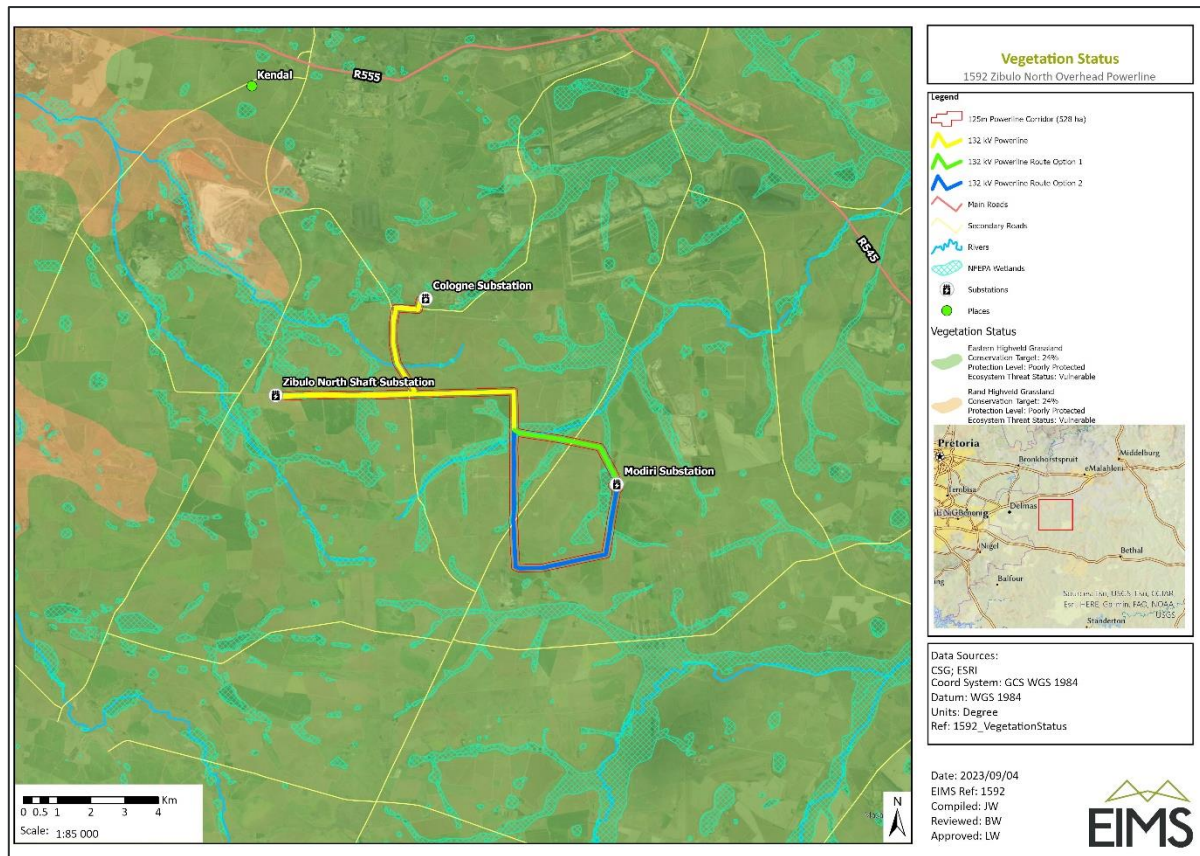 Kendal
R555
R545
Cologne Substation
Zibulo North Shaft Substation
Modiri Substation
0 0.5 1 2 3 4 Km
Scale: 1:85 000
N
Vegetation Status
1592 Zibulo North Overhead Powerline
Legend
125m Powerline Corridor (528 ha)
132 kV Powerline
132 kV Powerline Route Option 1
132 kV Powerline Route Option 2
Main Roads
Secondary Roads
Rivers
NFEPA Wetlands
Substations
Places
Vegetation Status
Eastern Highveld Grassland
Conservation Target: 24%
Protection Level: Poorly Protected
Ecosystem Threat Status: Vulnerable
Rand Highveld Grassland
Conservation Target: 24%
Protection Level: Poorly Protected
Ecosystem Threat Status: Vulnerable
Pretoria
Bronkhorstspruit
Middelburg
eMalahleni
Tembisa
Delmas
Nigel
Bethal
Balfour
Standerton
USGS
Data Sources:
CSG; ESRI
Coord System: GCS WGS 1984
Datum: WGS 1984
Units: Degree
Ref: 1592_VegetationStatus
Date: 2023/09/04
EIMS Ref: 1592
Compiled: JW
Reviewed: BW
Approved: LW
EIMS